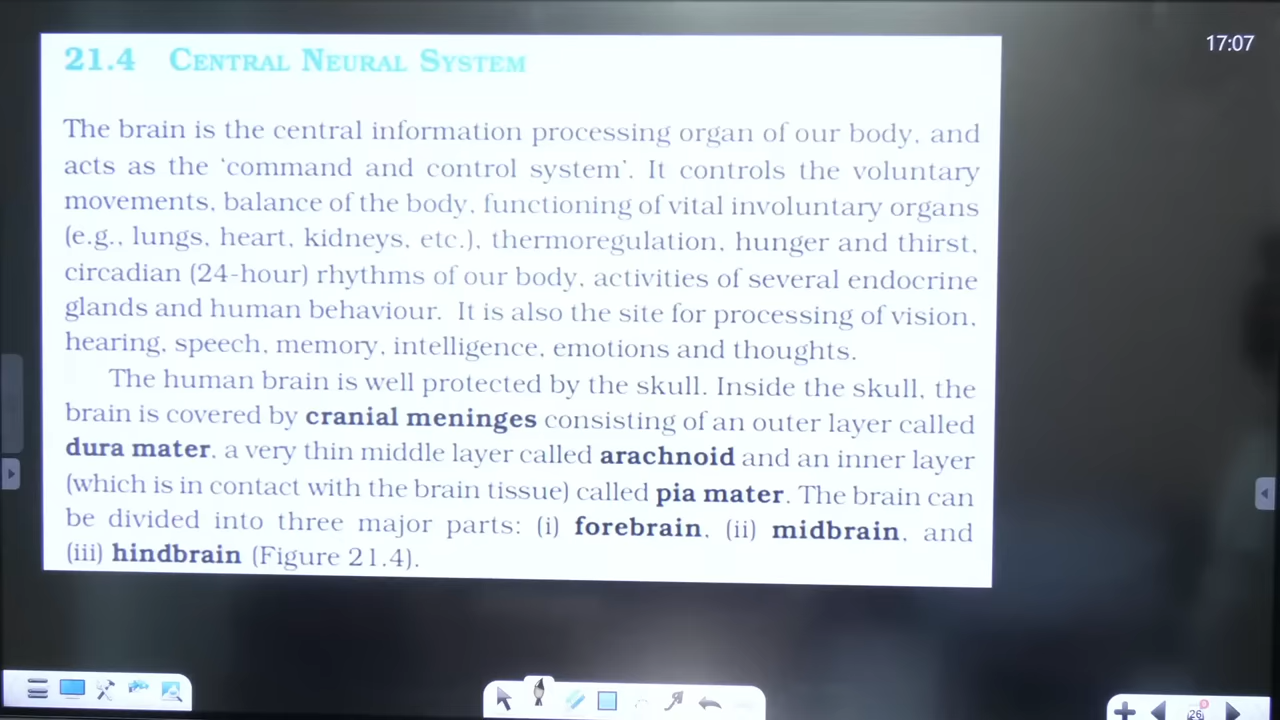 17:07
21.4 CENTRAL NEURAL SYSTEM
The brain is the central information processing organ of our body, and
acts as the ‘command and control system’. It controls the voluntary
movements, balance of the body, functioning of vital involuntary organs
(e.g., lungs, heart, kidneys, etc.), thermoregulation, hunger and thirst,
circadian (24-hour) rhythms of our body, activities of several endocrine
glands and human behaviour. It is also the site for processing of vision,
hearing, speech, memory, intelligence, emotions and thoughts.
The human brain is well protected by the skull. Inside the skull, the
brain is covered by cranial meninges consisting of an outer layer called
dura mater, a very thin middle layer called arachnoid and an inner layer
(which is in contact with the brain tissue) called pia mater. The brain can
be divided into three major parts: (i) forebrain, (ii) midbrain, and
(iii) hindbrain (Figure 21.4).
26